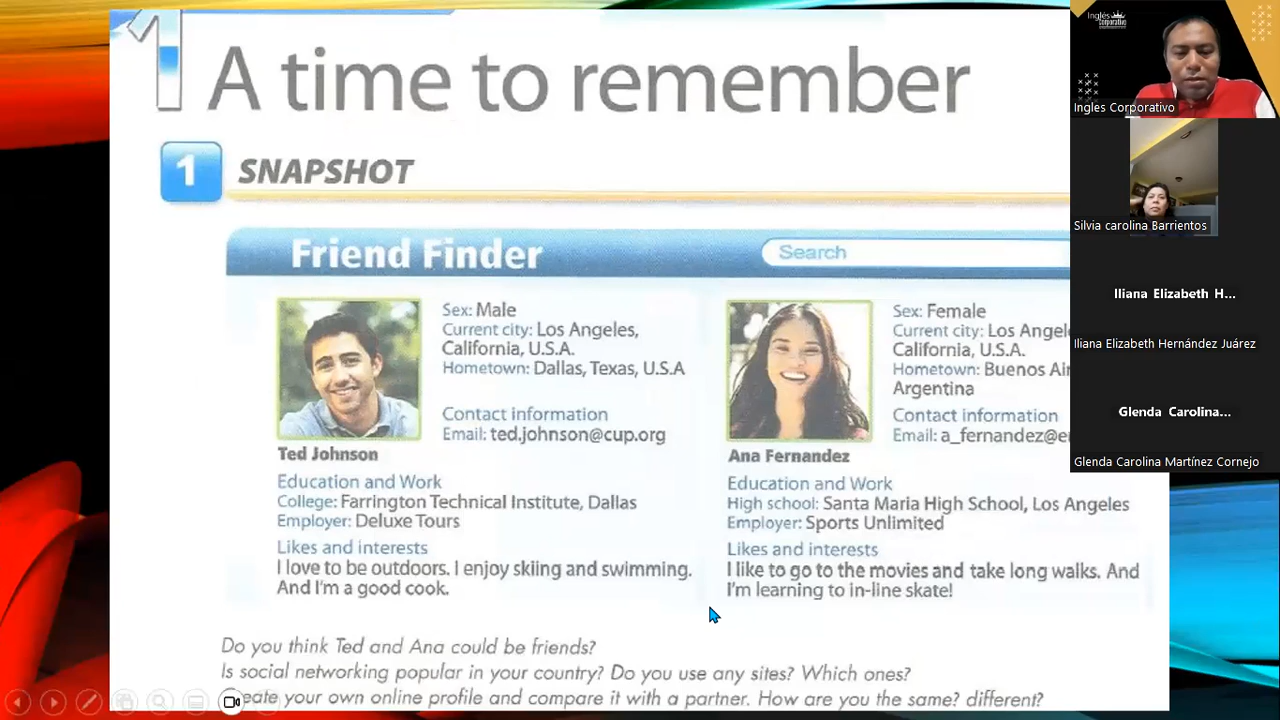 1
A time to remember
1 SNAPSHOT
Friend Finder
Search
Sex: Male
Current city: Los Angeles,
California, U.S.A.
Hometown: Dallas, Texas, U.S.A
Contact information
Email: ted.johnson@cup.org
Ted Johnson
Education and Work
College: Farrington Technical Institute, Dallas
Employer: Deluxe Tours
Likes and interests
I love to be outdoors. I enjoy skiing and swimming.
And I'm a good cook.
Sex: Female
Current city: Los Angel
California, U.S.A.
Hometown: Buenos Air
Argentina
Contact information
Email: a_fernandez@e
Ana Fernandez
Education and Work
High school: Santa Maria High School, Los Angeles
Employer: Sports Unlimited
Likes and interests
I like to go to the movies and take long walks. And
I'm learning to in-line skate!
Do you think Ted and Ana could be friends?
Is social networking popular in your country? Do you use any sites? Which ones?
eate your own online profile and compare it with a partner. How are you the same? different?
Inglés
Corporativo
Ingles Corporativo
Silvia carolina Barrientos
Iliana Elizabeth H...
Iliana Elizabeth Hernández Juárez
Glenda Carolina...
Glenda Carolina Martínez Cornejo